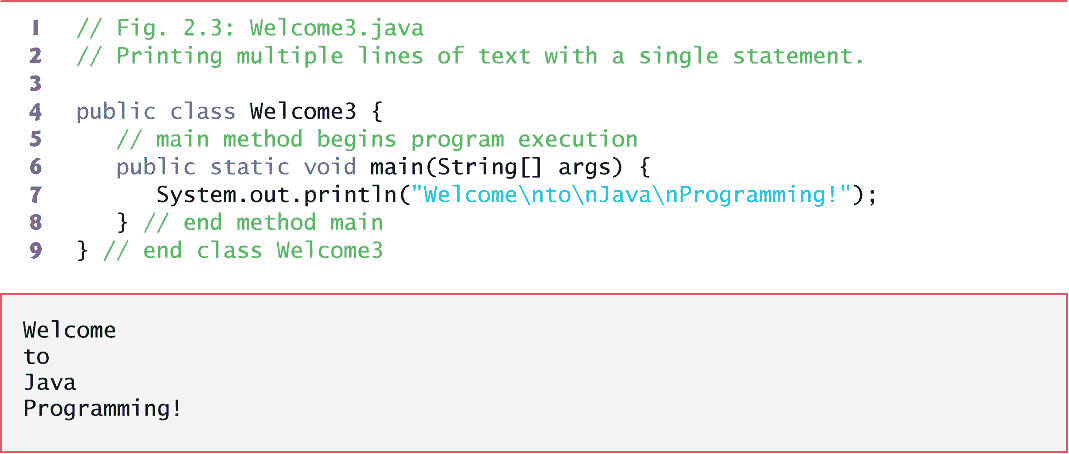 1 // Fig. 2.3: Welcome3.java
2 // Printing multiple lines of text with a single statement.
3
4 public class Welcome3 {
5    // main method begins program execution
6    public static void main(String[] args) {
7       System.out.println("Welcome\nto\nJava\nProgramming!");
8    } // end method main
9 } // end class Welcome3
Welcome
to
Java
Programming!